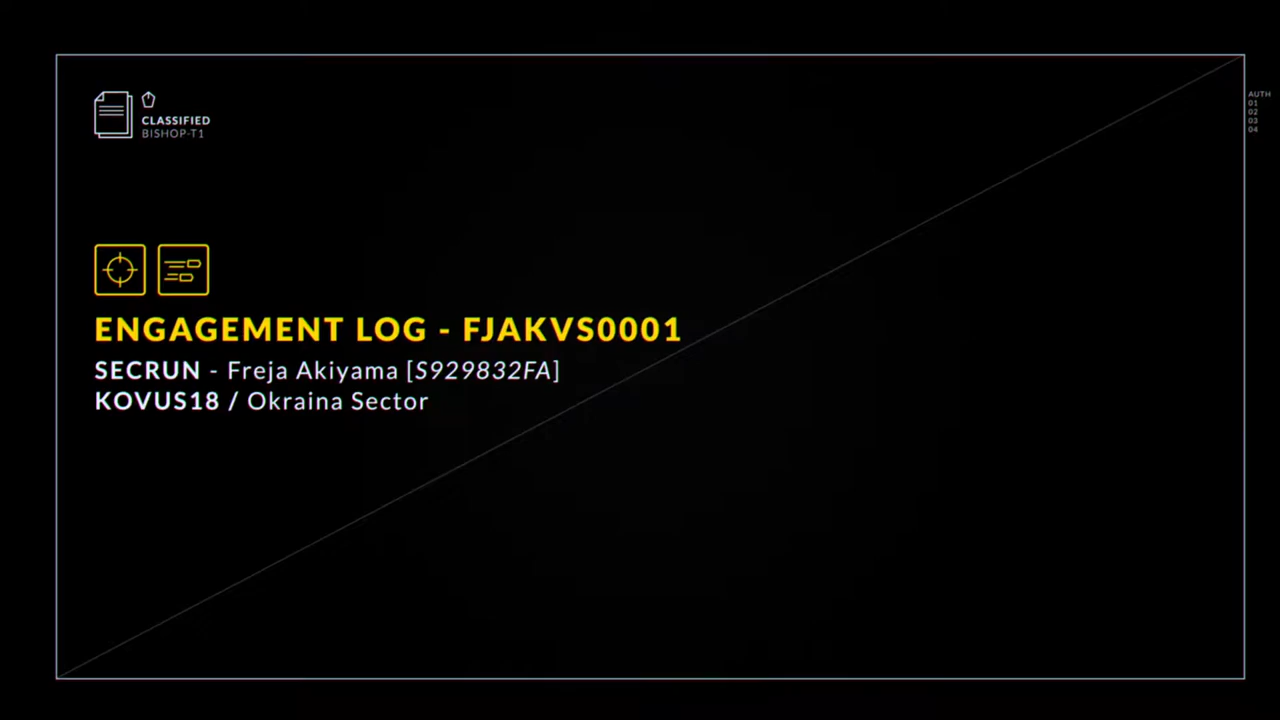 CLASSIFIED
BISHOP-T1
AUTH
01
02
03
04
ENGAGEMENT LOG - FJAKVS0001
SECRUN - Freja Akiyama [S929832FA]
KOVUS18 / Okraina Sector